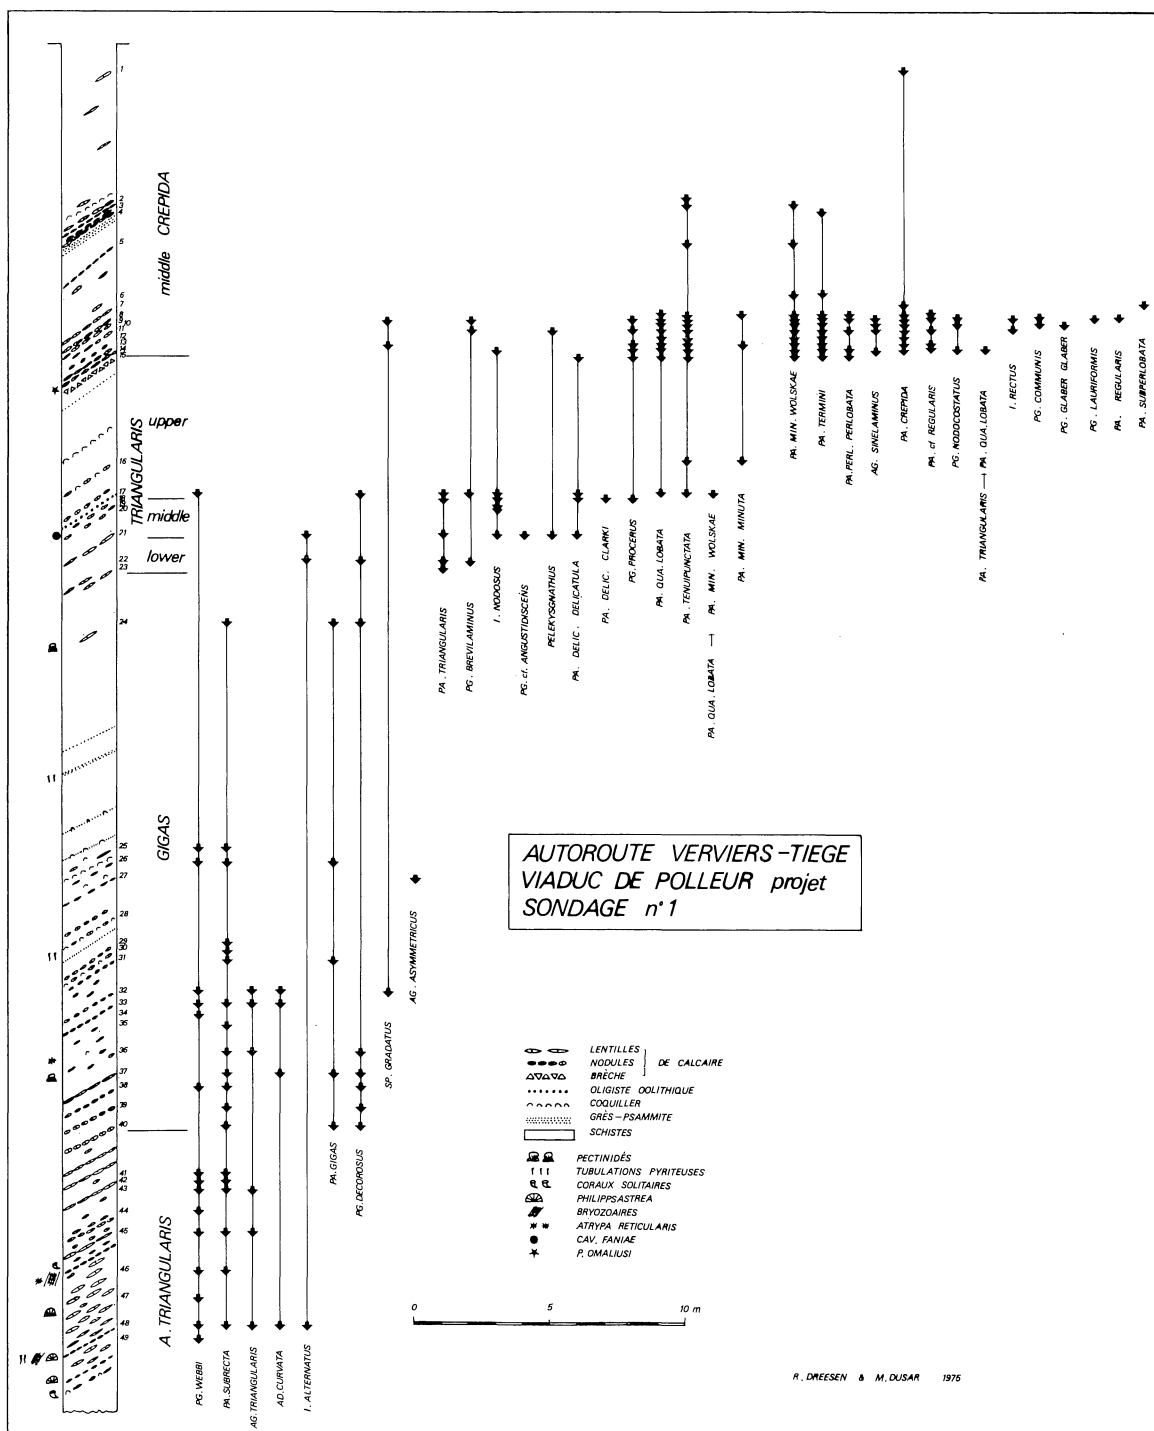 1
2
3
4
5
6
7
8
9
10
11
16
17
20
21
22
23
24
25
26
27
28
29
30
31
32
33
34
35
36
37
38
39
40
41
42
43
44
45
46
47
48
49
middle CREPIDA
TRIANGULARIS
upper
middle
lower
GIGAS
A. TRIANGULARIS
PG. WEBBI
PA. SUBRECTA
AG. TRIANGULARIS
AD. CURVATA
I. ALTERNATUS
PA. GIGAS
PG. DECOROSUS
SP. GRADATUS
AG. ASYMMETRICUS
PA. TRIANGULARIS
PG. BREVILAMINUS
I. NODOSUS
PG. cf. ANGUSTIDISCENS
PELEKYSGNATHUS
PA. DELIC. DELICATULA
PA. DELIC. CLARKI
PG. PROCERUS
PA. QUA. LOBATA
PA. TENUIPUNCTATA
PA. QUA. LOBATA → PA. MIN. WOLSKAE
PA. MIN. MINUTA
PA. MIN. WOLSKAE
PA. TERMINI
PA. PERL. PERLOBATA
AG. SINELAMINUS
PA. CREPIDA
PA. cf REGULARIS
PG. NODOCOSTATUS
PA. TRIANGULARIS → PA. QUA. LOBATA
I. RECTUS
PG. COMMUNIS
PG. GLABER GLABER
PG. LAURIFORMIS
PA. REGULARIS
PA. SUBPERLOBATA
AUTOROUTE VERVIERS-TIEGE
VIADUC DE POLLEUR projet
SONDAGE n°1
LENTILLES
NODULES DE CALCAIRE
BRÈCHE
OLIGISTE OOLITHIQUE
COQUILLER
GRÈS-PSAMMITE
SCHISTES
PECTINIDÉS
TUBULATIONS PYRITEUSES
CORAUX SOLITAIRES
PHILIPPSASTREA
BRYOZOAIRES
ATRYPA RETICULARIS
CAV. FANIAE
P. OMALIUSI
0 5 10 m
R. DREESEN & M. DUSAR 1975